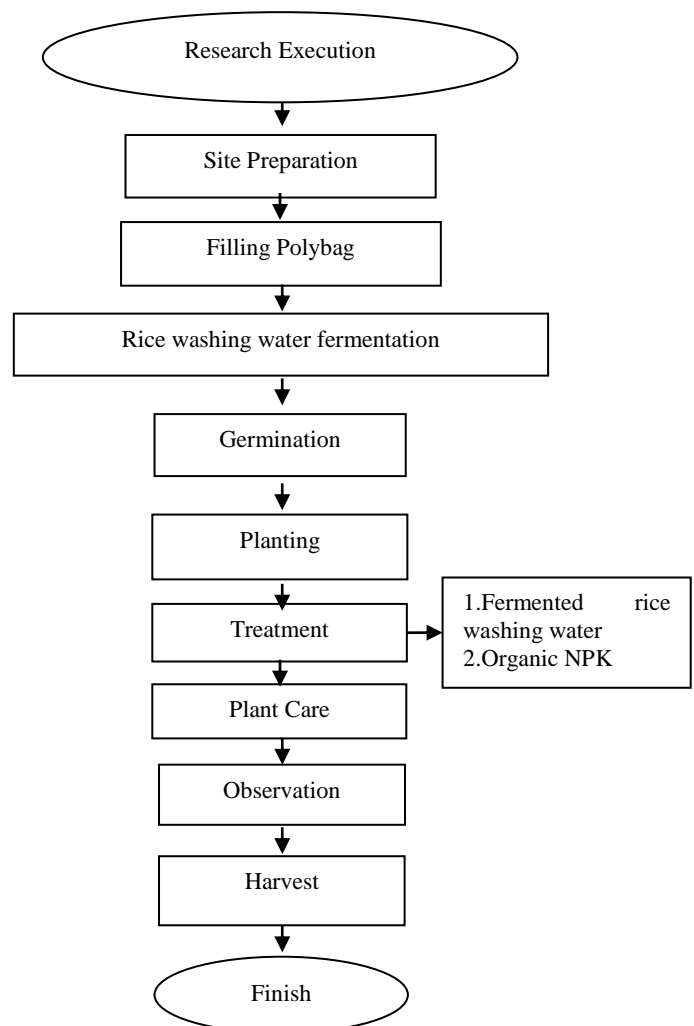 Research Execution
Site Preparation
Filling Polybag
Rice washing water fermentation
Germination
Planting
Treatment
1.Fermented rice
washing water
2.Organic NPK
Plant Care
Observation
Harvest
Finish